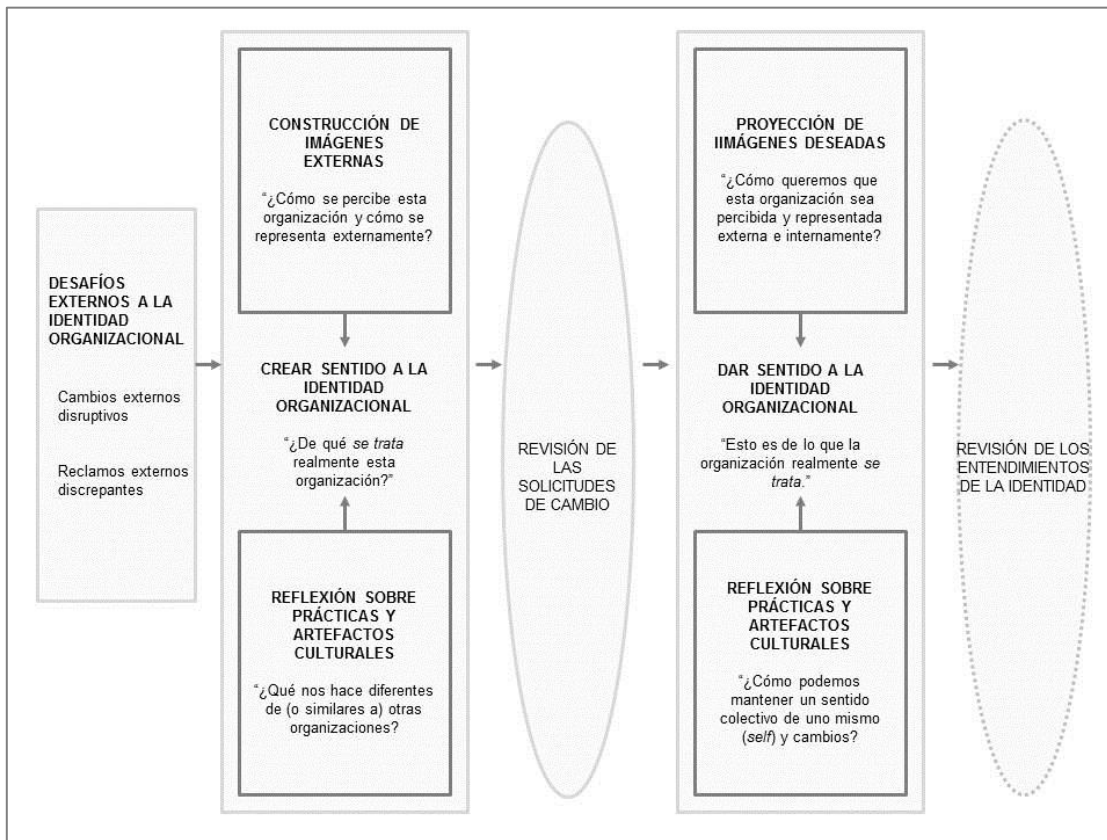 DESAFÍOS
EXTERNOS A LA
IDENTIDAD
ORGANIZACIONAL
Cambios externos
disruptivos
Reclamos externos
discrepantes
CONSTRUCCIÓN DE
IMÁGENES
EXTERNAS
“¿Cómo se percibe esta
organización y cómo se
representa externamente?
CREAR SENTIDO A LA
IDENTIDAD
ORGANIZACIONAL
“¿De qué se trata
realmente esta
organización?”
REFLEXIÓN SOBRE
PRÁCTICAS Y
ARTEFACTOS
CULTURALES
“¿Qué nos hace diferentes
de (o similares a) otras
organizaciones?
REVISIÓN DE
LAS
SOLICITUDES
DE CAMBIO
PROYECCIÓN DE
IIMÁGENES DESEADAS
“¿Cómo queremos que
esta organización sea
percibida y representada
externa e internamente?
DAR SENTIDO A LA
IDENTIDAD
ORGANIZACIONAL
“Esto es de lo que la
organización realmente se
trata.”
REFLEXIÓN SOBRE
PRÁCTICAS Y
ARTEFACTOS
CULTURALES
“¿Cómo podemos
mantener un sentido
colectivo de uno mismo
(self) y cambios?
REVISIÓN DE LOS
ENTENDIMIENTOS
DE LA IDENTIDAD